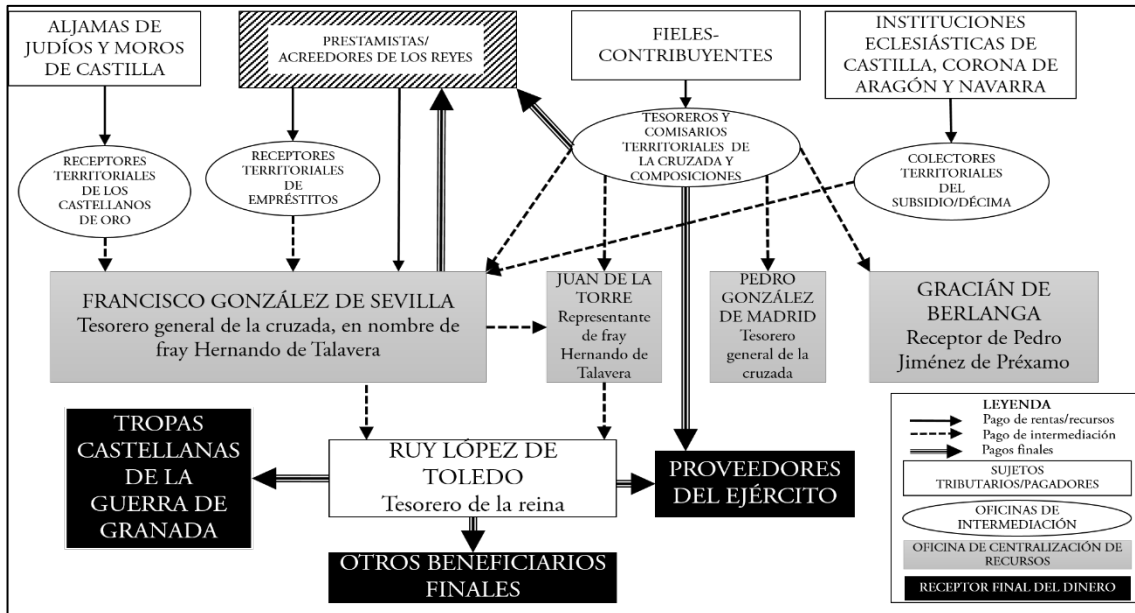 ALJAMAS DE
JUDÍOS Y MOROS
DE CASTILLA
PRESTAMISTAS/
ACREEDORES DE LOS REYES
FIELES-
CONTRIBUYENTES
INSTITUCIONES
ECLESIÁSTICAS DE
CASTILLA, CORONA DE
ARAGÓN Y NAVARRA
RECEPTORES
TERRITORIALES
DE LOS
CASTELLANOS
DE ORO
RECEPTORES
TERRITORIALES
DE
EMPRÉSTITOS
TESOREROS Y
COMISARIOS
TERRITORIALES DE
LA CRUZADA Y
COMPOSICIONES
COLECTORES
TERRITORIALES
DEL
SUBSIDIO/DÉCIMA
FRANCISCO GONZÁLEZ DE SEVILLA
Tesorero general de la cruzada, en nombre de
fray Hernando de Talavera
JUAN DE LA
TORRE
Representante
de fray
Hernando de
Talavera
PEDRO
GONZÁLEZ
DE MADRID
Tesorero
general de la
cruzada
GRACIÁN DE
BERLANGA
Receptor de Pedro
Jiménez de Préxamo
TROPAS
CASTELLANAS
DE LA
GUERRA DE
GRANADA
RUY LÓPEZ DE
TOLEDO
Tesorero de la reina
PROVEEDORES
DEL EJÉRCITO
OTROS BENEFICIARIOS
FINALES
LEYENDA
Pago de rentas/recursos
Pago de intermediación
Pagos finales
SUJETOS
TRIBUTARIOS/PAGADORES
OFICINAS DE
INTERMEDIACIÓN
OFICINA DE CENTRALIZACIÓN DE
RECURSOS
RECEPTOR FINAL DEL DINERO